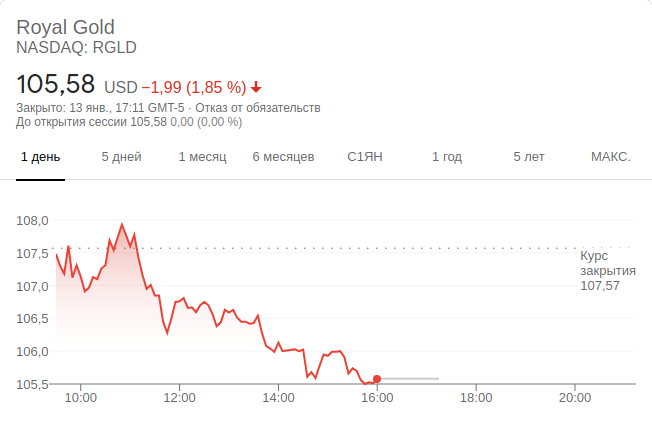 Royal Gold
NASDAQ: RGLD
105,58 USD −1,99 (1,85 %)
Закрыто: 13 янв., 17:11 GMT-5 · Отказ от обязательств
До открытия сессии 105,58 0,00 (0,00 %)
1 день 5 дней 1 месяц 6 месяцев С1ЯН 1 год 5 лет МАКС.
108,0
107,5
Курс
закрытия
107,57
107,0
106,5
106,0
105,5
10:00 12:00 14:00 16:00 18:00 20:00